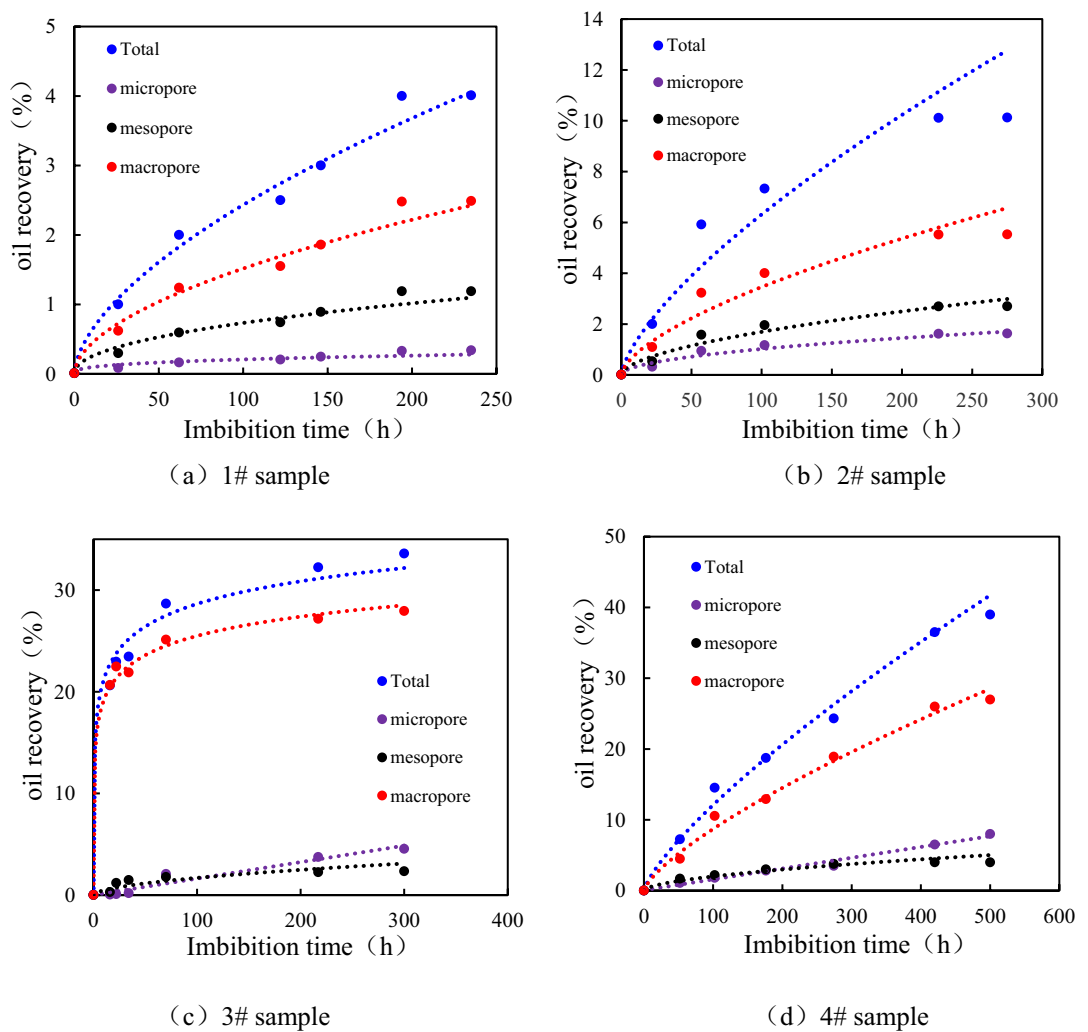 5
4
3
2
1
0
oil recovery（%）
Total
micropore
mesopore
macropore
0 50 100 150 200 250
Imbibition time（h）
（a）1# sample
14
12
10
8
6
4
2
0
oil recovery（%）
Total
micropore
mesopore
macropore
0 50 100 150 200 250 300
Imbibition time（h）
（b）2# sample
30
20
10
0
oil recovery（%）
Total
micropore
mesopore
macropore
0 100 200 300 400
Imbibition time（h）
（c）3# sample
50
40
30
20
10
0
oil recovery（%）
Total
micropore
mesopore
macropore
0 100 200 300 400 500 600
Imbibition time（h）
（d）4# sample